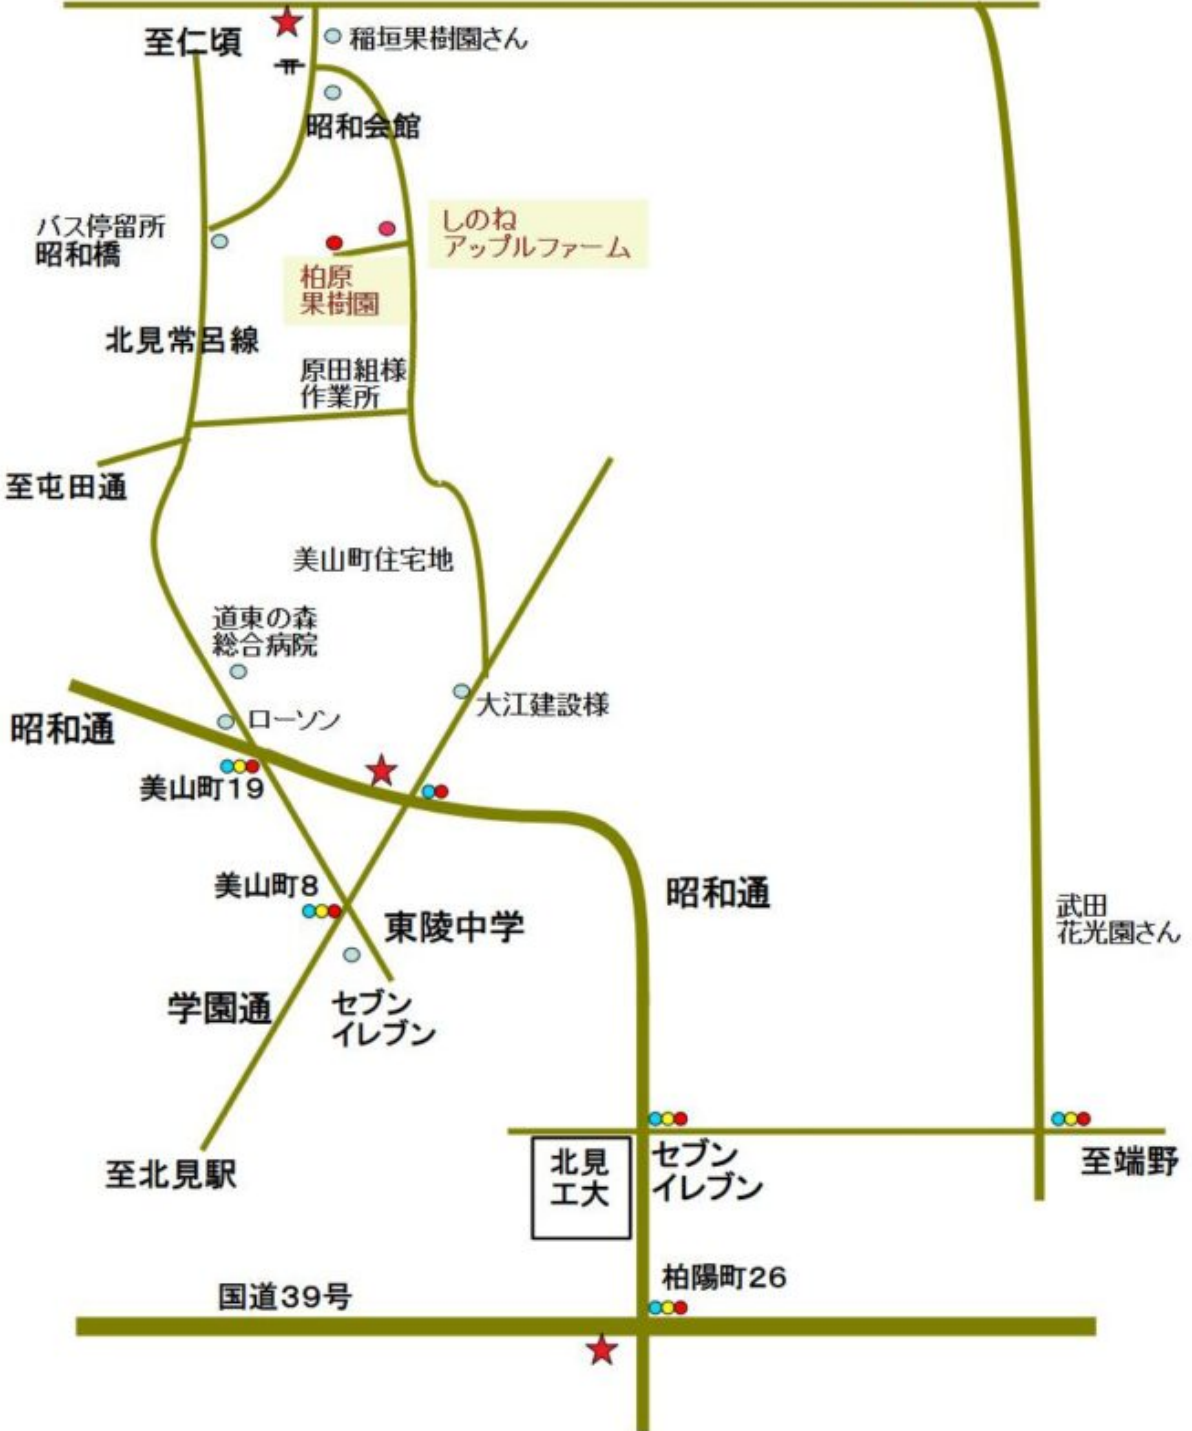 至仁頃
稲垣果樹園さん
昭和会館
バス停留所
昭和橋
しのね
アップルファーム
柏原
果樹園
北見常呂線
原田組様
作業所
至屯田通
美山町住宅地
道東の森
総合病院
大江建設様
ローソン
昭和通
美山町19
美山町8
昭和通
東陵中学
武田
花光園さん
学園通
セブン
イレブン
至北見駅
北見
工大
セブン
イレブン
至端野
柏陽町26
国道39号